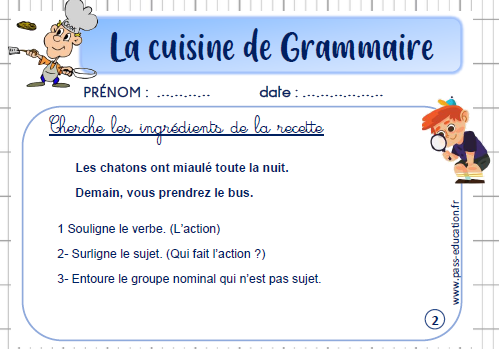 La cuisine de Grammaire
PRÉNOM : ............... date : ...................
Cherche les ingrédients de la recette
Les chatons ont miaulé toute la nuit.
Demain, vous prendrez le bus.
1 Souligne le verbe. (L'action)
2- Surligne le sujet. (Qui fait l'action ?)
3- Entoure le groupe nominal qui n'est pas sujet.
www.pass-education.fr
2